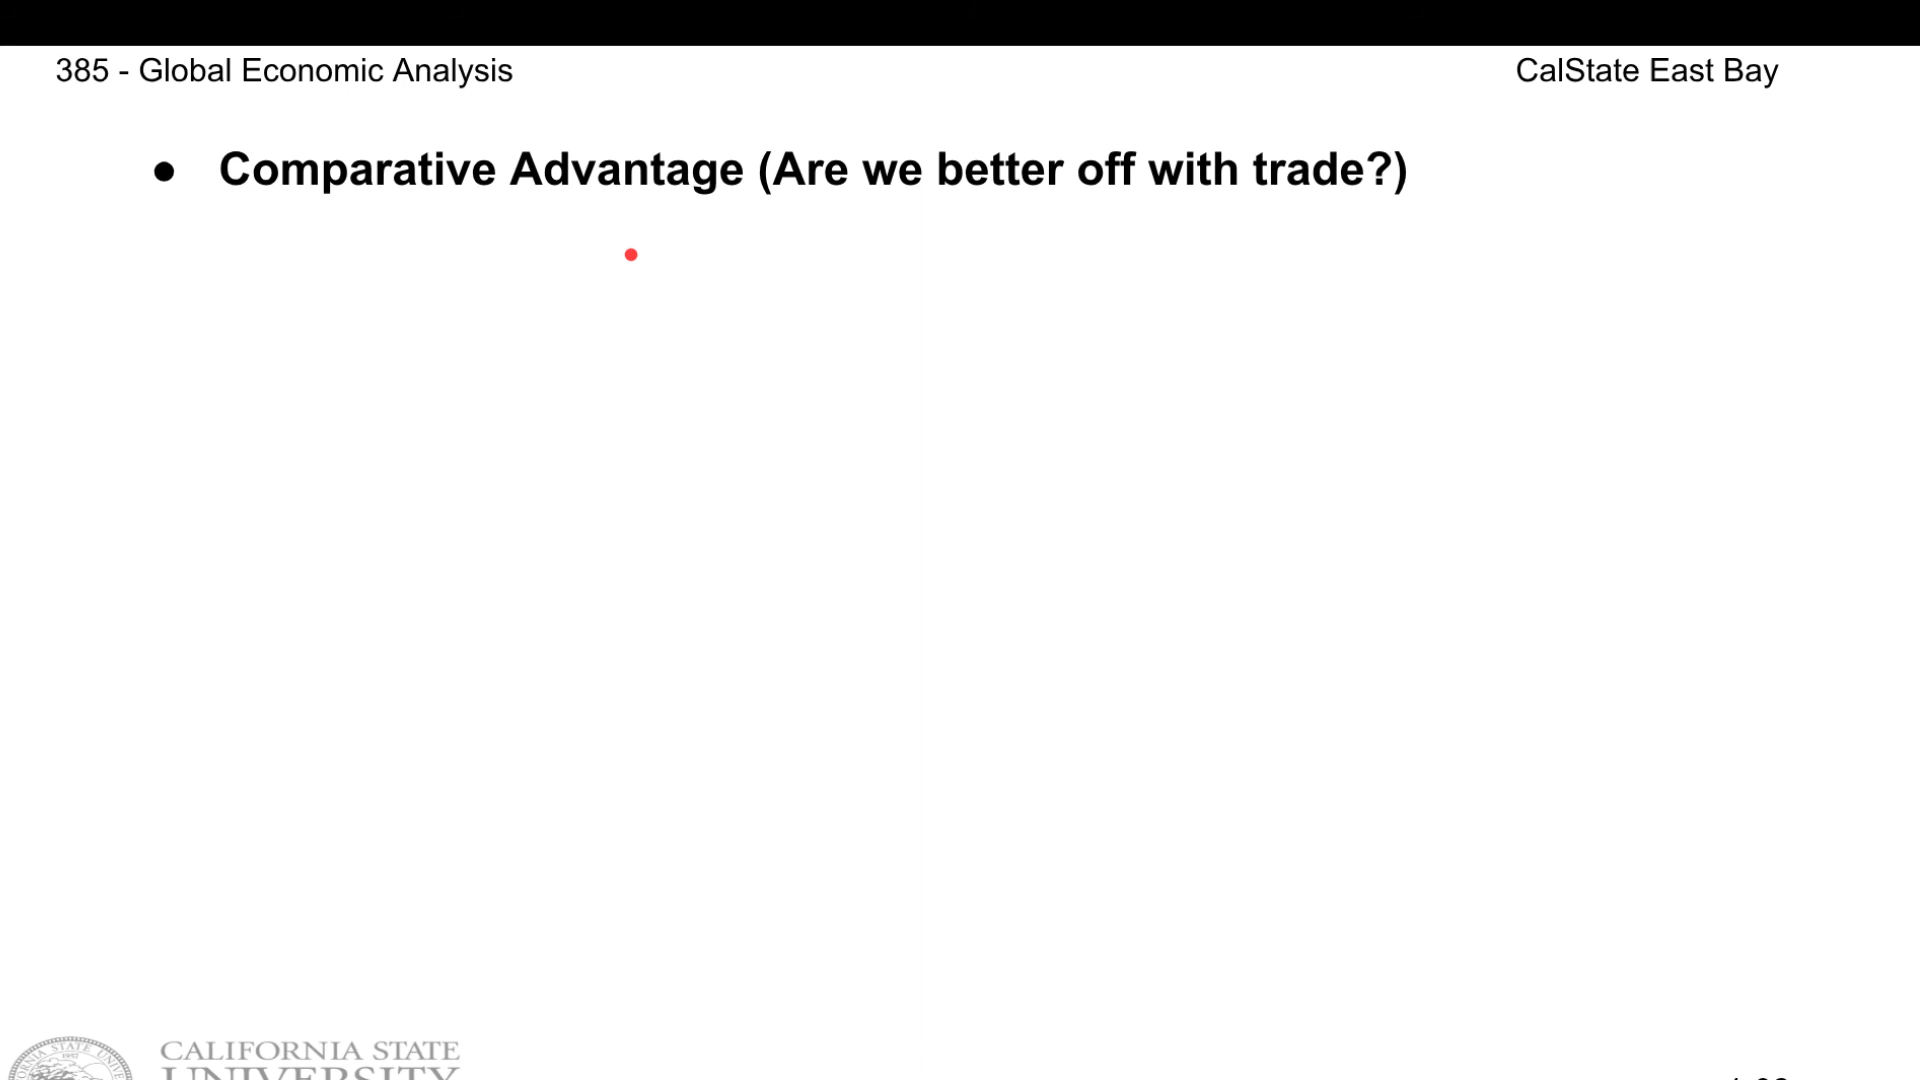 385 - Global Economic Analysis
CalState East Bay
● Comparative Advantage (Are we better off with trade?)
CALIFORNIA STATE
UNIVERSITY